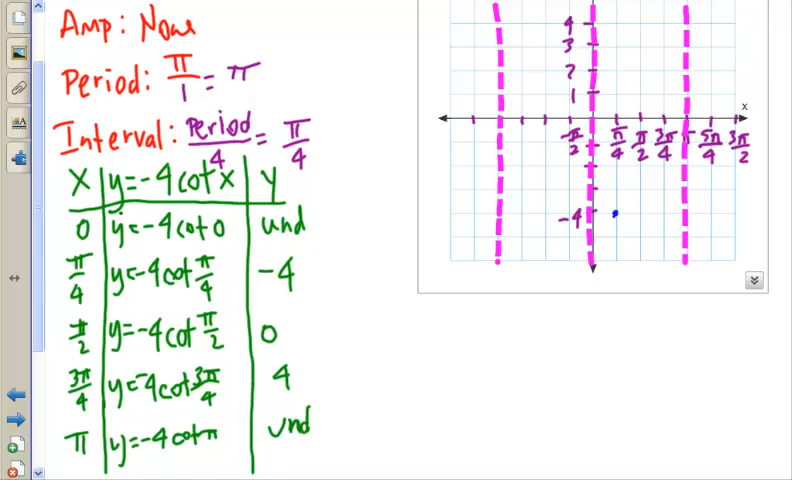 Amp: None
Period: π/1 = π
Interval: Period/4 = π/4
x | y=-4cotx | y
0 | y=-4cot0 | und
π/4 | y=-4cot π/4 | -4
π/2 | y=-4cot π/2 | 0
3π/4 | y=-4cot 3π/4 | 4
π | y=-4cotπ | und
4
3
2
1
x
-π/2 π/4 π/2 3π/4 π 5π/4 3π/2
-4